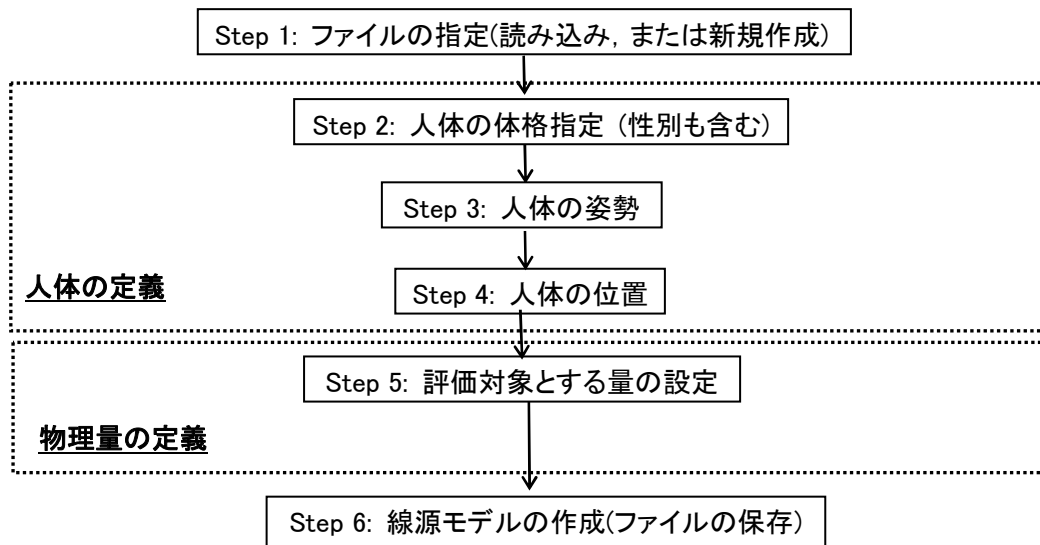 Step 1: ファイルの指定(読み込み, または新規作成)
Step 2: 人体の体格指定 (性別も含む)
Step 3: 人体の姿勢
人体の定義
Step 4: 人体の位置
Step 5: 評価対象とする量の設定
物理量の定義
Step 6: 線源モデルの作成(ファイルの保存)